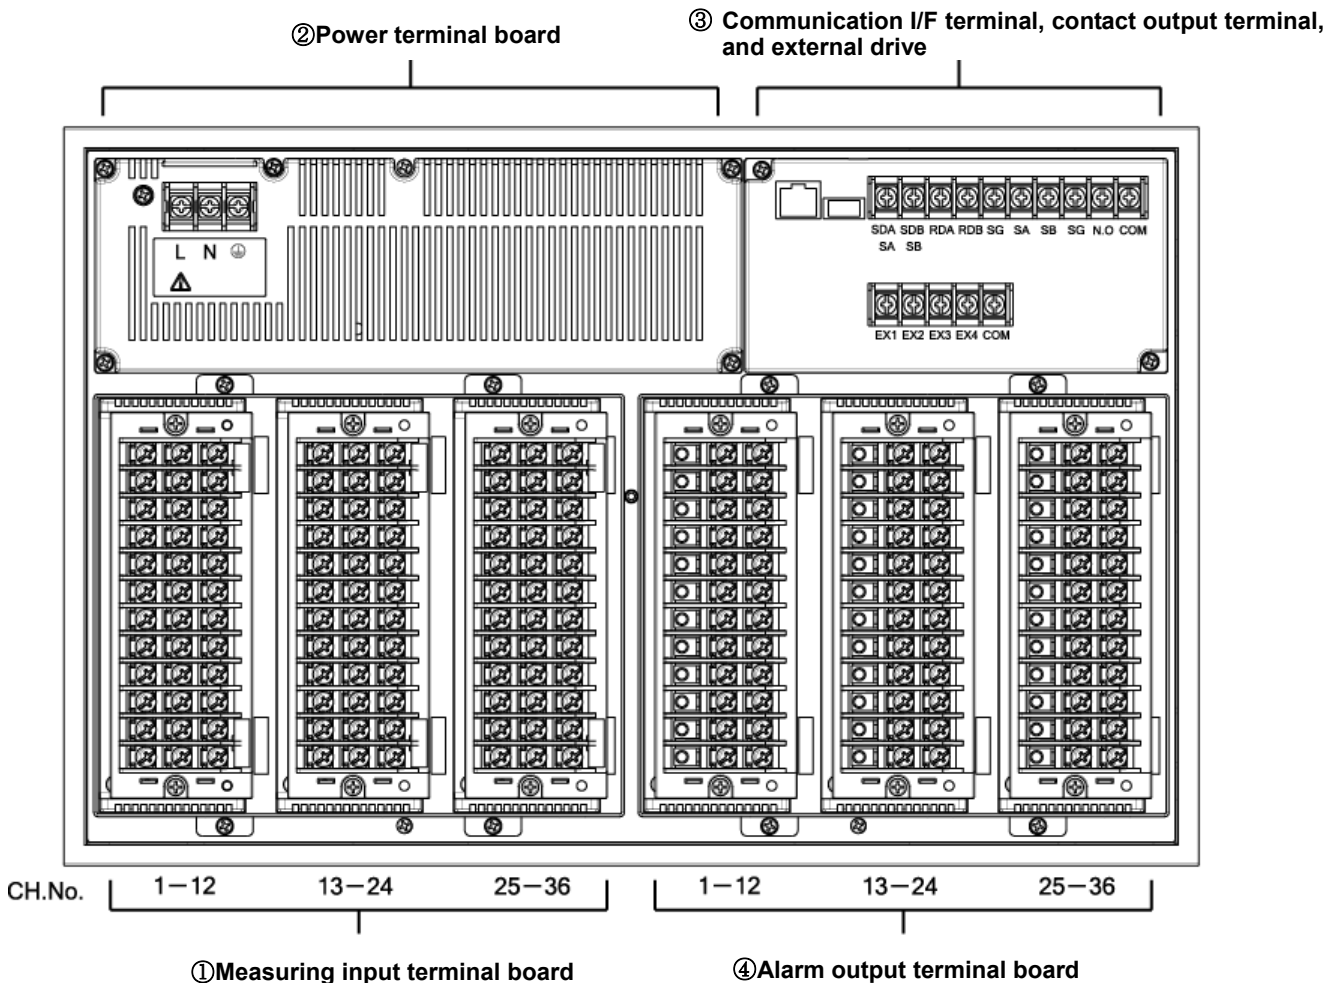 ②Power terminal board
③ Communication I/F terminal, contact output terminal,
and external drive
L N
SDA SDB RDA RDB SG SA SB SG N.O COM
SA SB
EX1 EX2 EX3 EX4 COM
CH.No. 1−12 13−24 25−36 1−12 13−24 25−36
①Measuring input terminal board ④Alarm output terminal board